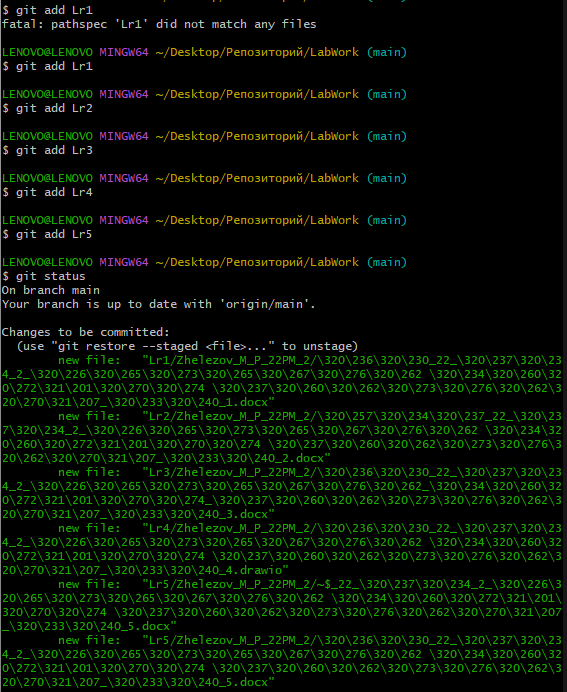 $ git add Lr1
fatal: pathspec 'Lr1' did not match any files
LENOVO@LENOVO MINGW64 ~/Desktop/Репозиторий/LabWork (main)
$ git add Lr1
LENOVO@LENOVO MINGW64 ~/Desktop/Репозиторий/LabWork (main)
$ git add Lr2
LENOVO@LENOVO MINGW64 ~/Desktop/Репозиторий/LabWork (main)
$ git add Lr3
LENOVO@LENOVO MINGW64 ~/Desktop/Репозиторий/LabWork (main)
$ git add Lr4
LENOVO@LENOVO MINGW64 ~/Desktop/Репозиторий/LabWork (main)
$ git add Lr5
LENOVO@LENOVO MINGW64 ~/Desktop/Репозиторий/LabWork (main)
$ git status
On branch main
Your branch is up to date with 'origin/main'.
Changes to be committed:
(use "git restore --staged <file>..." to unstage)
new file:   "Lr1/Zhelezov_M_P_22PM_2/\320\236\320\230_22_\320\237\320\23
4_2_\320\226\320\265\320\273\320\265\320\267\320\276\320\262 \320\234\320\260\32
0\272\321\201\320\270\320\274 \320\237\320\260\320\262\320\273\320\276\320\262\3
20\270\321\207_\320\233\320\240_1.docx"
new file:   "Lr2/Zhelezov_M_P_22PM_2/\320\257\320\234\320\237_22_\320\23
7\320\234_2_\320\226\320\265\320\273\320\265\320\267\320\276\320\262 \320\234\32
0\260\320\272\321\201\320\270\320\274 \320\237\320\260\320\262\320\273\320\276\3
20\262\320\270\321\207_\320\233\320\240_2.docx"
new file:   "Lr3/Zhelezov_M_P_22PM_2/\320\236\320\230_22_\320\237\320\23
4_2_\320\226\320\265\320\273\320\265\320\267\320\276\320\262_\320\234\320\260\32
0\272\321\201\320\270\320\274_\320\237\320\260\320\262\320\273\320\276\320\262\3
20\270\321\207_\320\233\320\240_3.docx"
new file:   "Lr4/Zhelezov_M_P_22PM_2/\320\236\320\230_22_\320\237\320\23
4_2_\320\226\320\265\320\273\320\265\320\267\320\276\320\262 \320\234\320\260\32
0\272\321\201\320\270\320\274 \320\237\320\260\320\262\320\273\320\276\320\262\3
20\270\321\207_\320\233\320\240_4.drawio"
new file:   "Lr5/Zhelezov_M_P_22PM_2/~$_22_\320\237\320\234_2_\320\226\3
20\265\320\273\320\265\320\267\320\276\320\262 \320\234\320\260\320\272\321\201\
320\270\320\274 \320\237\320\260\320\262\320\273\320\276\320\262\320\270\321\207
_\320\233\320\240_5.docx"
new file:   "Lr5/Zhelezov_M_P_22PM_2/\320\236\320\230_22_\320\237\320\23
4_2_\320\226\320\265\320\273\320\265\320\267\320\276\320\262 \320\234\320\260\32
0\272\321\201\320\270\320\274 \320\237\320\260\320\262\320\273\320\276\320\262\3
20\270\321\207_\320\233\320\240_5.docx"